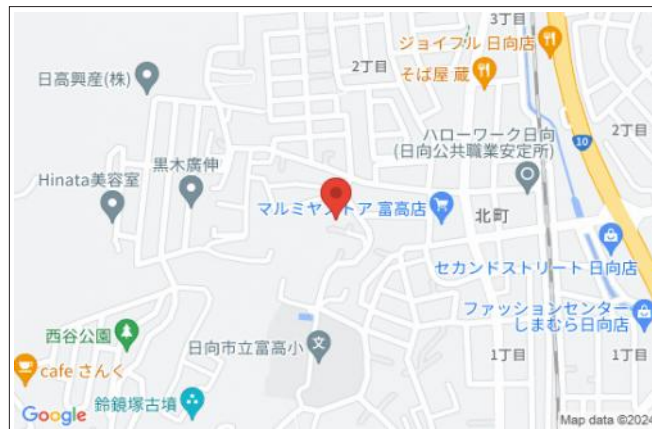 3丁目
ジョイフル 日向店
2丁目
そば屋 蔵
日高興産(株)
10
2丁目
ハローワーク日向
(日向公共職業安定所)
黒木廣伸
Hinata美容室
マルミヤストア 富高店
北町
セカンドストリート 日向店
ファッションセンター
しまむら日向店
西谷公園
日向市立富高小
文
1丁目
1丁目
cafe さんく
鈴鏡塚古墳
Google
Map data ©2024